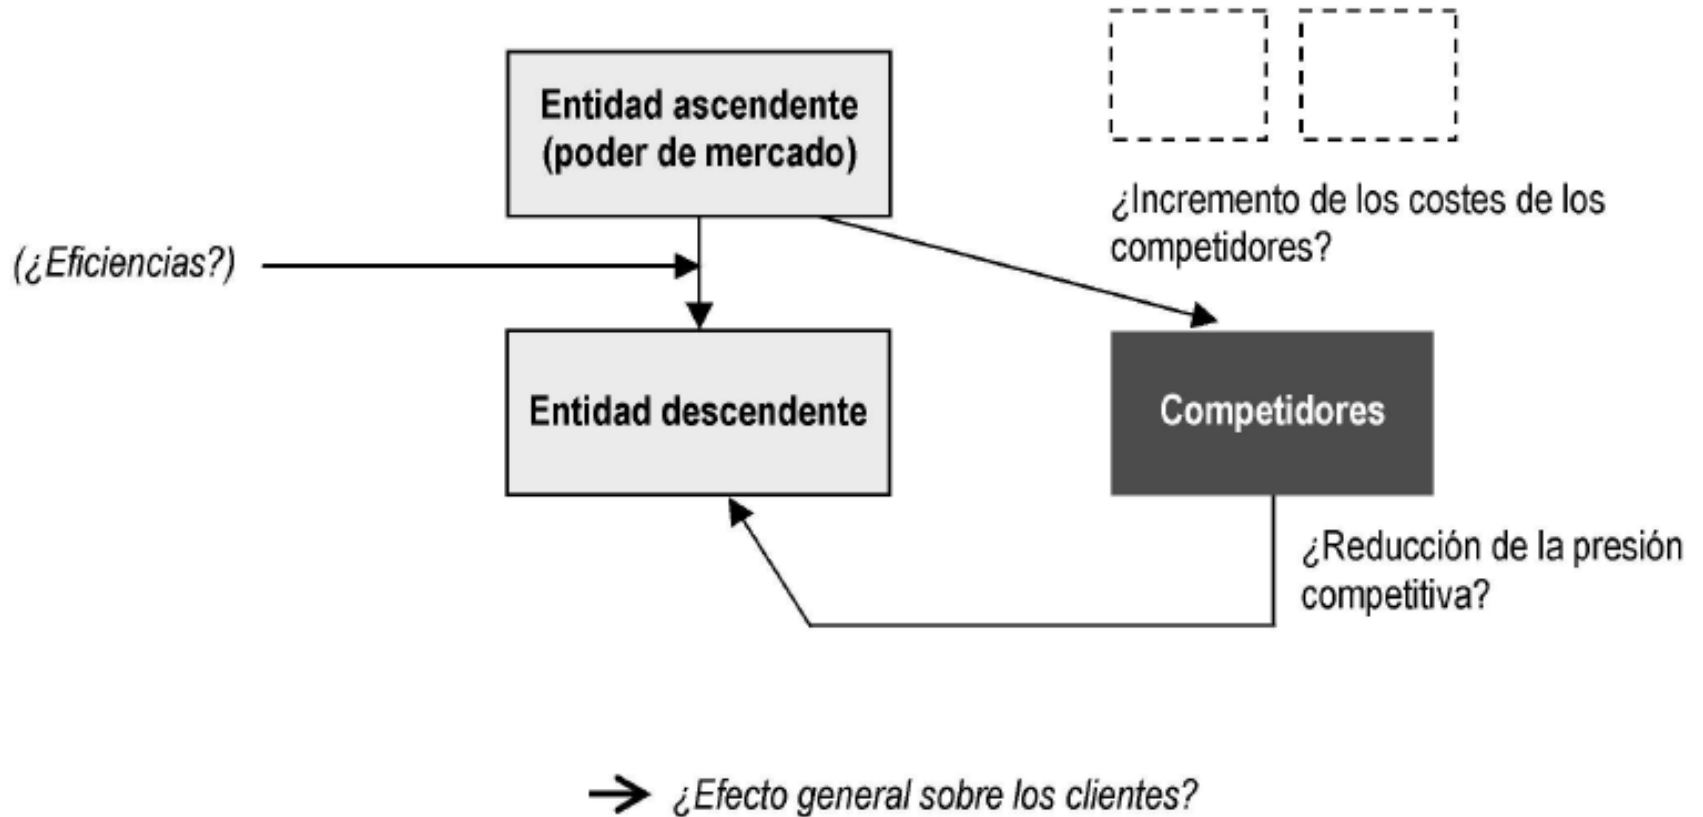 Entidad ascendente
(poder de mercado)
¿Incremento de los costes de los
competidores?
(¿Eficiencias?)
Entidad descendente
Competidores
¿Reducción de la presión
competitiva?
¿Efecto general sobre los clientes?